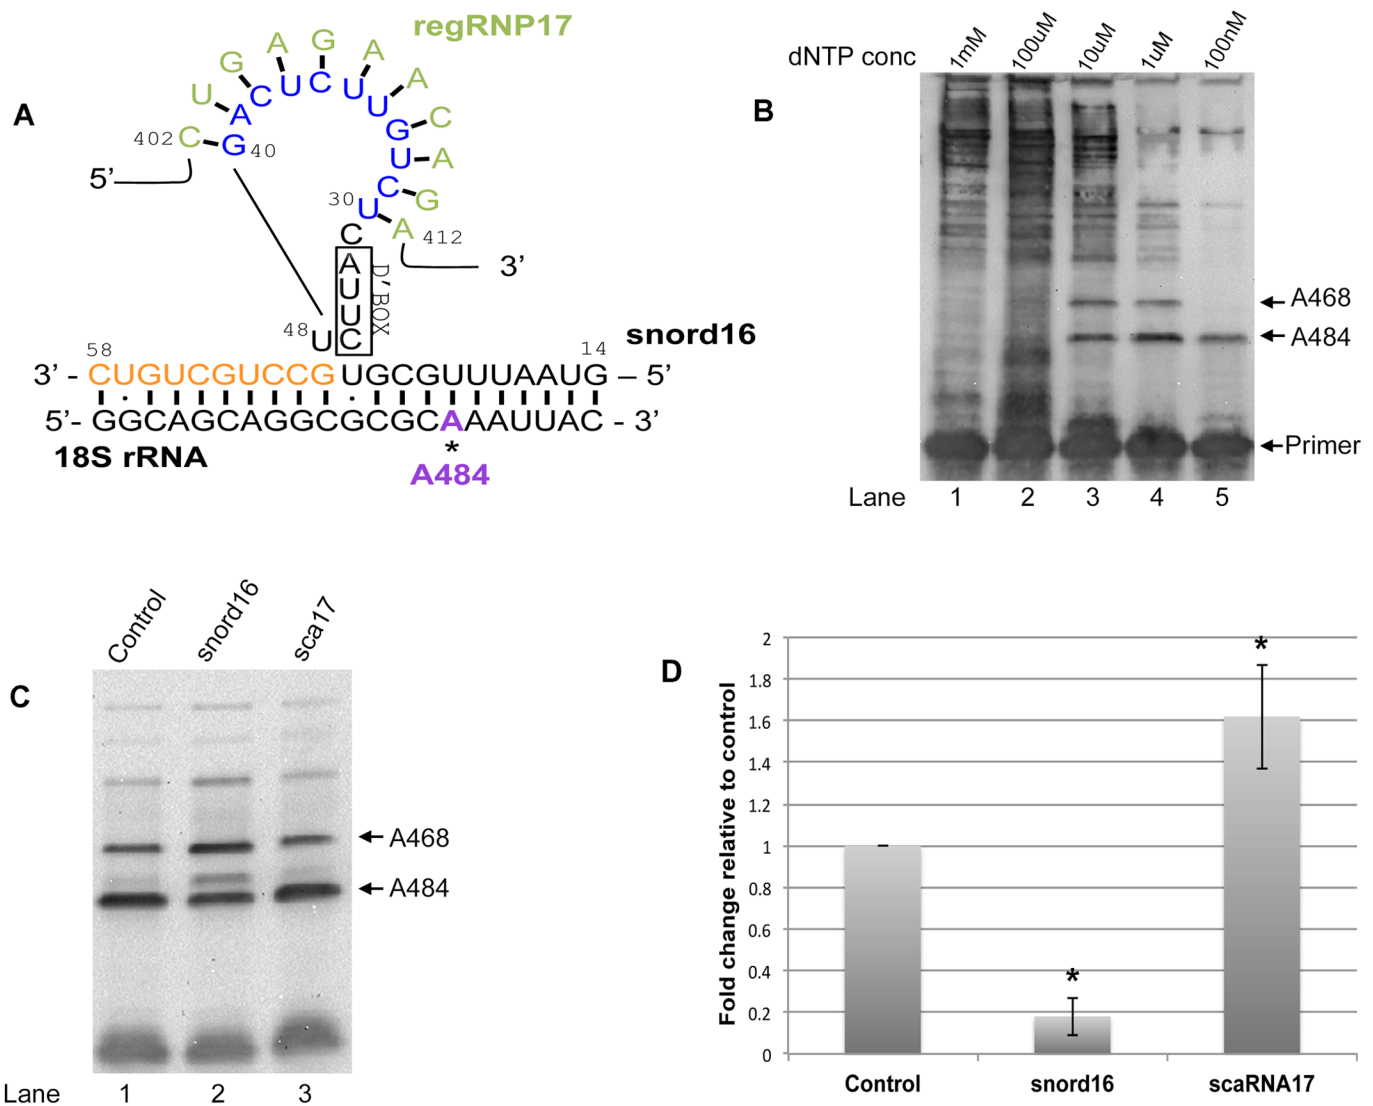 A
regRNP17
C U G A G A A C A G A
G A C U C U U G U C U
402
40
5’
30
412
3’
C
A
U
U
C
D’ BOX
48
U
58
14
snord16
3’ - CUGUCGUCCGUGCGUUUAAUG – 5’
5’- GGCAGCAGGCGCGCAAAUUAC - 3’
18S rRNA
*
A484
B
dNTP conc
1mM
100uM
10uM
1uM
100nM
A468
A484
Primer
Lane 1 2 3 4 5
C
Control
snord16
sca17
A468
A484
Lane 1 2 3
D
Fold change relative to control
2
1.8
1.6
1.4
1.2
1
0.8
0.6
0.4
0.2
0
*
*
Control
snord16
scaRNA17